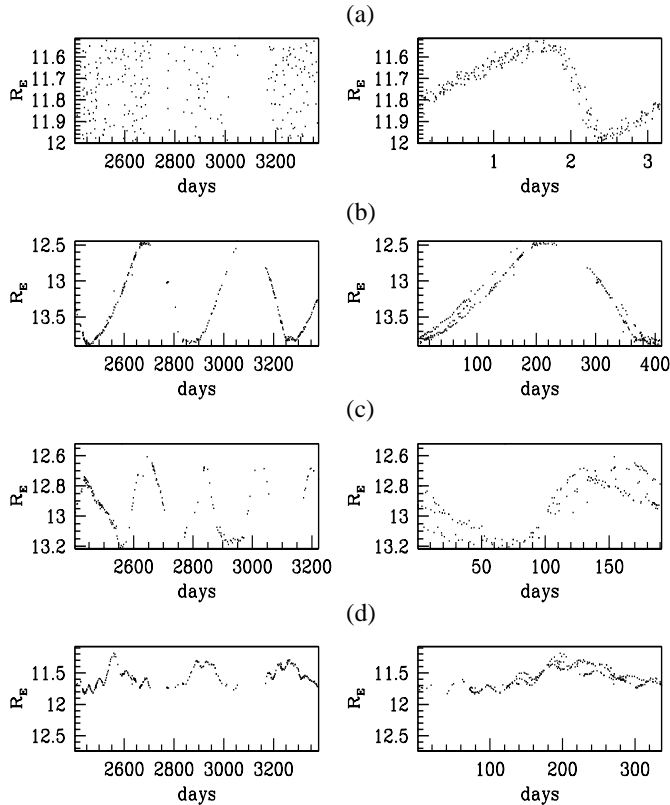 (a)
R_E 11.6 11.7 11.8 11.9 12
2600 2800 3000 3200
days
R_E 11.6 11.7 11.8 11.9 12
1 2 3
days
(b)
R_E 12.5 13 13.5
2600 2800 3000 3200
days
R_E 12.5 13 13.5
100 200 300 400
days
(c)
R_E 12.6 12.8 13 13.2
2600 2800 3000 3200
days
R_E 12.6 12.8 13 13.2
50 100 150
days
(d)
R_E 11.5 12 12.5
2600 2800 3000 3200
days
R_E 11.5 12 12.5
100 200 300
days